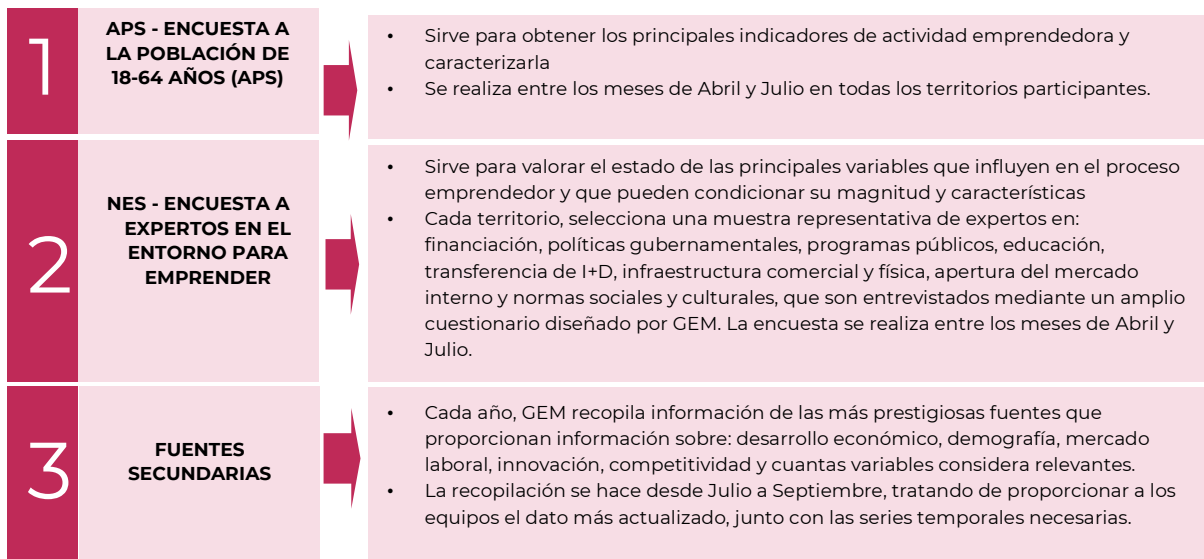 1
APS - ENCUESTA A
LA POBLACIÓN DE
18-64 AÑOS (APS)
• Sirve para obtener los principales indicadores de actividad emprendedora y
caracterizarla
• Se realiza entre los meses de Abril y Julio en todas los territorios participantes.
2
NES - ENCUESTA A
EXPERTOS EN EL
ENTORNO PARA
EMPRENDER
• Sirve para valorar el estado de las principales variables que influyen en el proceso
emprendedor y que pueden condicionar su magnitud y características
• Cada territorio, selecciona una muestra representativa de expertos en:
financiación, políticas gubernamentales, programas públicos, educación,
transferencia de I+D, infraestructura comercial y física, apertura del mercado
interno y normas sociales y culturales, que son entrevistados mediante un amplio
cuestionario diseñado por GEM. La encuesta se realiza entre los meses de Abril y
Julio.
3
FUENTES
SECUNDARIAS
• Cada año, GEM recopila información de las más prestigiosas fuentes que
proporcionan información sobre: desarrollo económico, demografía, mercado
laboral, innovación, competitividad y cuantas variables considera relevantes.
• La recopilación se hace desde Julio a Septiembre, tratando de proporcionar a los
equipos el dato más actualizado, junto con las series temporales necesarias.